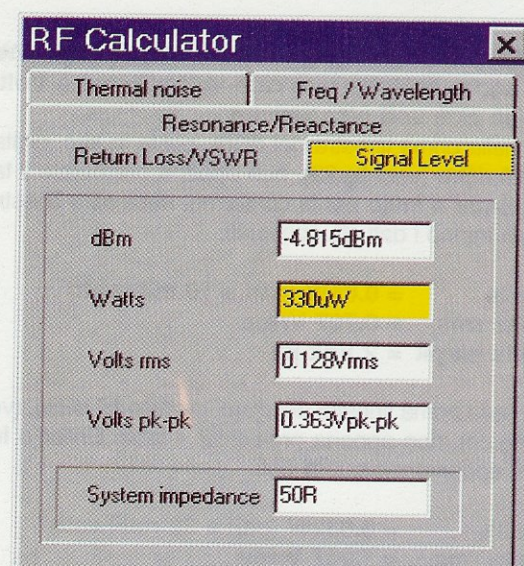 RF Calculator
Thermal noise
Freq / Wavelength
Resonance/Reactance
Return Loss/VSWR
Signal Level
dBm
-4.815dBm
Watts
330uW
Volts rms
0.128Vrms
Volts pk-pk
0.363Vpk-pk
System impedance
50R